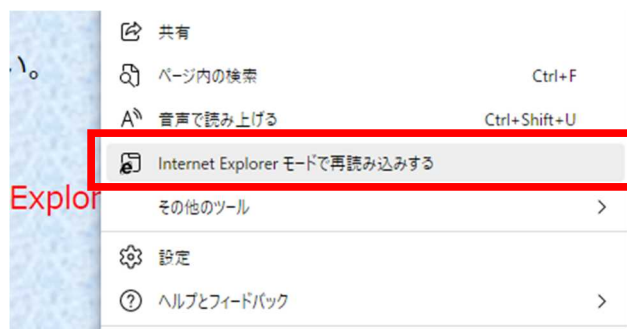 共有
い。
ページ内の検索 Ctrl+F
音声で読み上げる Ctrl+Shift+U
Internet Explorer モードで再読み込みする
Explor
その他のツール
設定
ヘルプとフィードバック